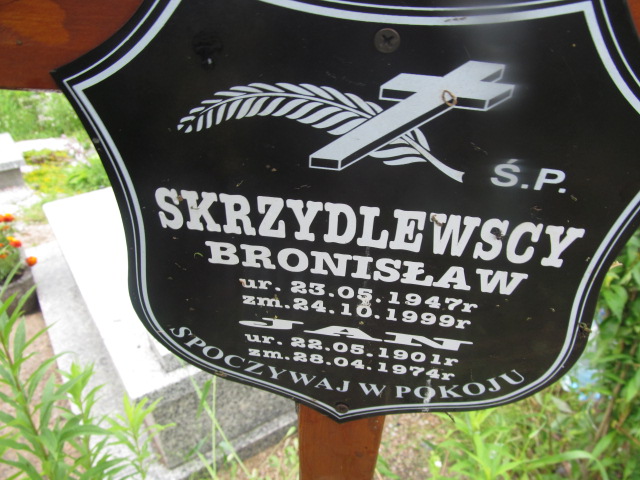 Ś.P.
SKRZYDLEWSCY
BRONISŁAW
ur. 23.05.1947r
zm. 24.10.1999r
JAN
ur. 22.05.1901r
zm. 28.04.1974r
SPOCZYWAJ W POKOJU